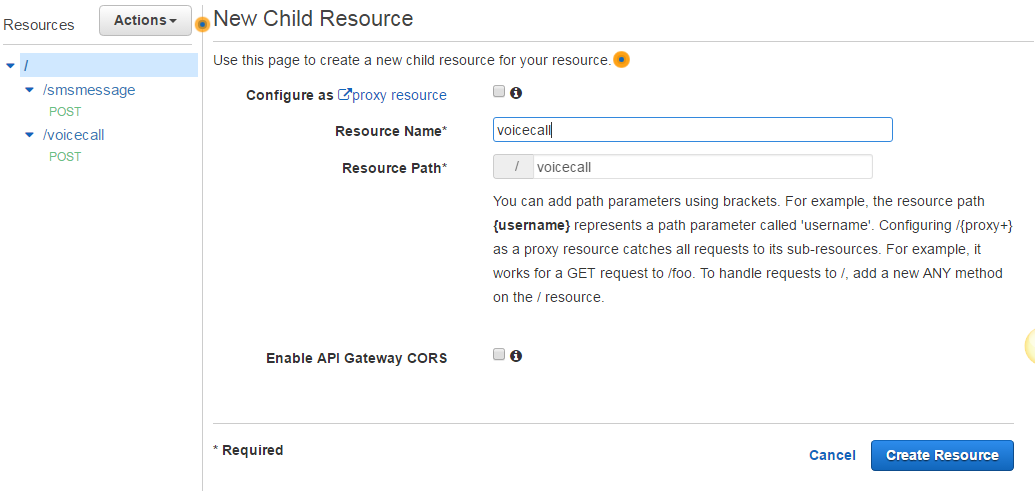 Resources
Actions
/
/smsmessage
POST
/voicecall
POST
New Child Resource
Use this page to create a new child resource for your resource.
Configure as proxy resource
Resource Name* voicecall
Resource Path* / voicecall
You can add path parameters using brackets. For example, the resource path
{username} represents a path parameter called 'username'. Configuring /{proxy+}
as a proxy resource catches all requests to its sub-resources. For example, it
works for a GET request to /foo. To handle requests to /, add a new ANY method
on the / resource.
Enable API Gateway CORS
* Required
Cancel Create Resource